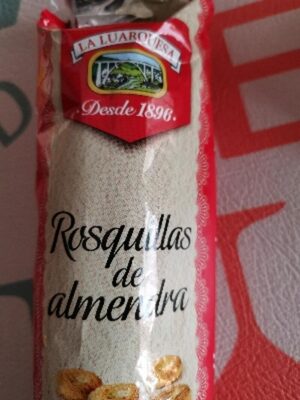 LA LUARQUESA
Desde 1896
Rosquillas
de
almendra